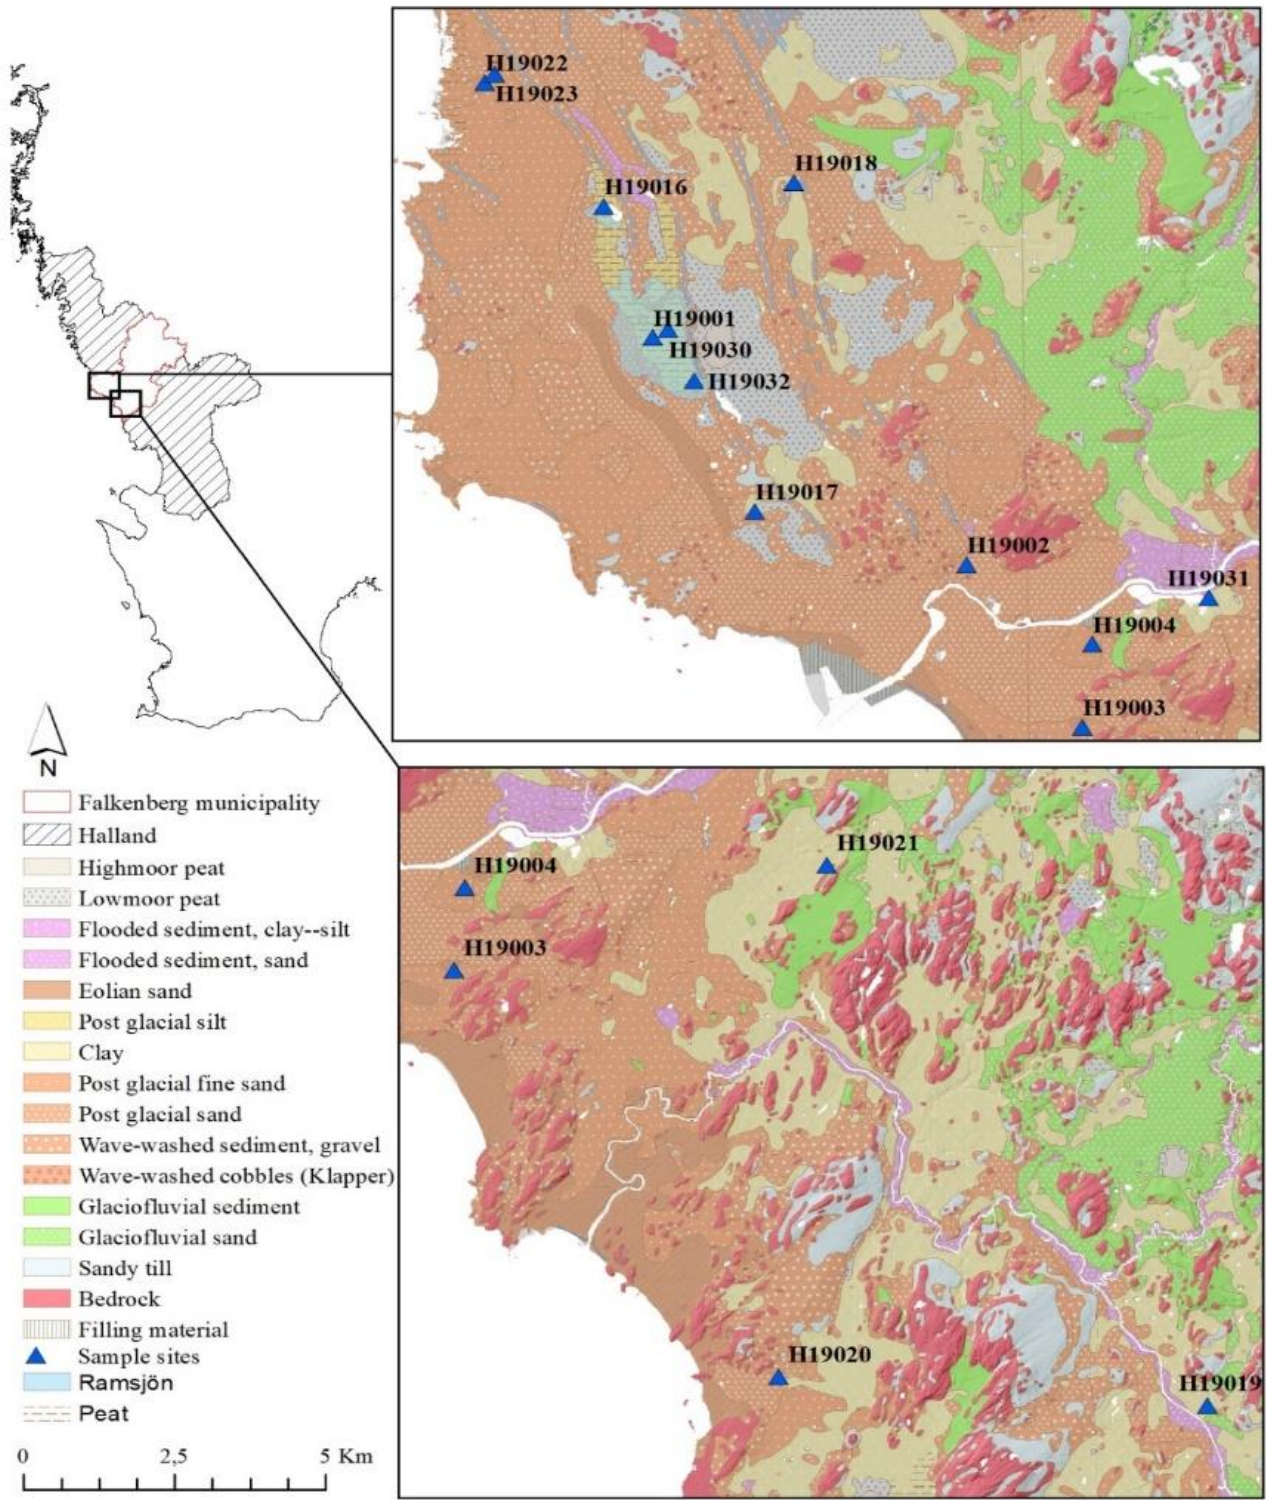 H19022
H19023
H19018
H19016
H19001
H19030
H19032
H19017
H19002
H19031
H19004
H19003
N
Falkenberg municipality
Halland
Highmoor peat
Lowmoor peat
Flooded sediment, clay--silt
Flooded sediment, sand
Eolian sand
Post glacial silt
Clay
Post glacial fine sand
Post glacial sand
Wave-washed sediment, gravel
Wave-washed cobbles (Klapper)
Glaciofluvial sediment
Glaciofluvial sand
Sandy till
Bedrock
Filling material
Sample sites
Ramsjön
Peat
0 2,5 5 Km
H19021
H19004
H19003
H19020
H19019